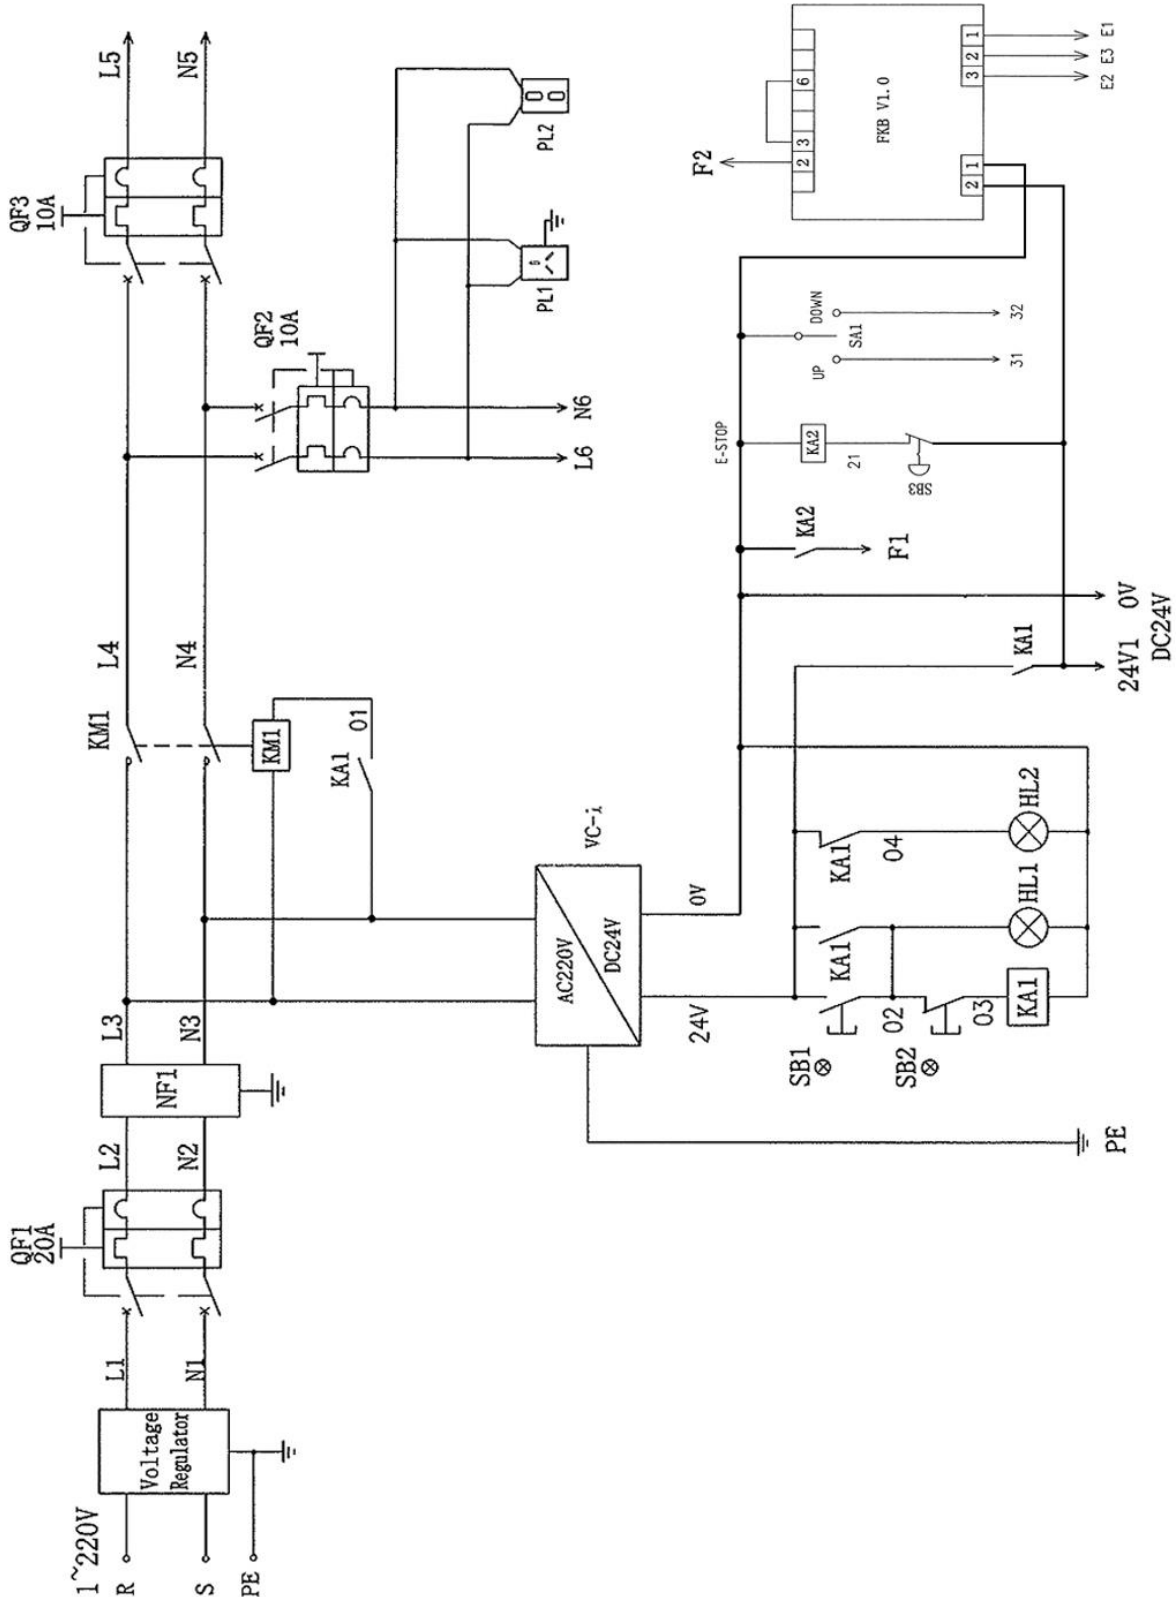 1~220V
R
S
PE
Voltage
Regulator
L1
N1
QF1
20A
L2
N2
NF1
L3
N3
KM1
KM1
KA1
01
L4
N4
QF2
10A
N6
L6
QF3
10A
L5
N5
PL1
PL2
VC-i
AC220V
DC24V
0V
24V
PE
SB1
02
SB2
03
KA1
KA1
HL1
KA1
04
HL2
KA1
24V1
0V
DC24V
KA2
F1
E-STOP
KA2
21
SB3
UP
DOWN
SA1
31
32
F2
2
3
6
FKB V1.0
2
1
3
2
1
E2
E3
E1